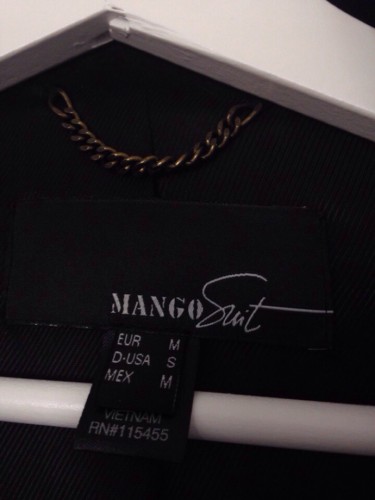 MANGO Suit
EUR M
D-USA S
MEX M
VIETNAM
RN#115455